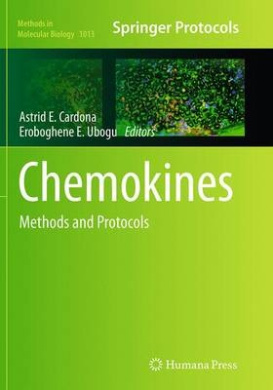 Methods in
Molecular Biology 1013
Springer Protocols
Astrid E. Cardona
Eroboghene E. Ubogu Editors
Chemokines
Methods and Protocols
Humana Press